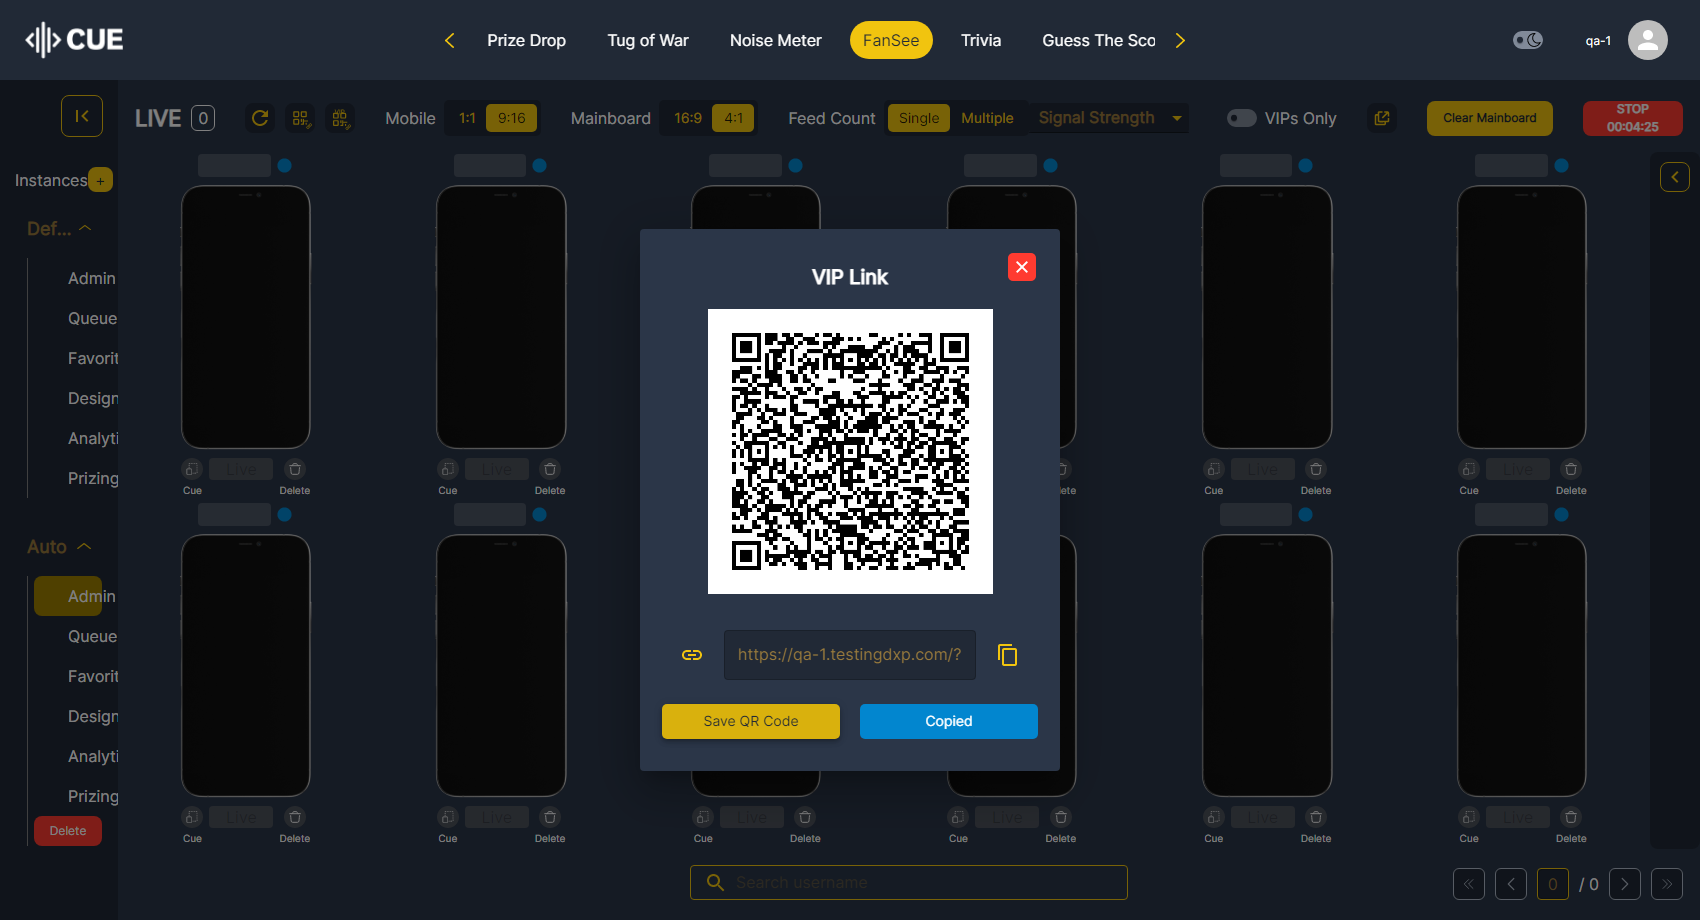 CUE
Prize Drop
Tug of War
Noise Meter
FanSee
Trivia
Guess The Sco
qa-1
LIVE 0
Mobile 1:1 9:16
Mainboard 16:9 4:1
Feed Count Single Multiple
Signal Strength
VIPs Only
Clear Mainboard
STOP
00:04:25
Instances +
Def...
Admin
Queue
Favorit
Design
Analyti
Prizing
Auto
Admin
Queue
Favorit
Design
Analyti
Prizing
Delete
Live Live Live Live
Cue Delete Cue Delete ete Cue Delete Cue Delete
VIP Link
https://qa-1.testingdxp.com/?
Save QR Code
Copied
Live Live Live Live Live Live
Cue Delete Cue Delete Cue Delete Cue Delete Cue Delete Cue Delete
Search username
0 / 0